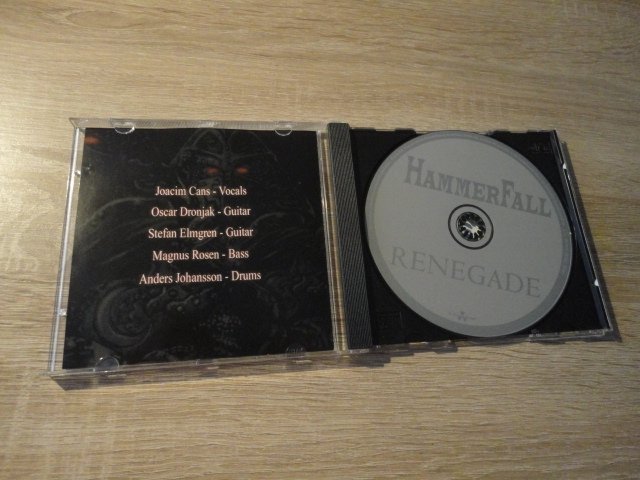 Joacim Cans - Vocals
Oscar Dronjak - Guitar
Stefan Elmgren - Guitar
Magnus Rosen - Bass
Anders Johansson - Drums
HAMMERFALL
RENEGADE